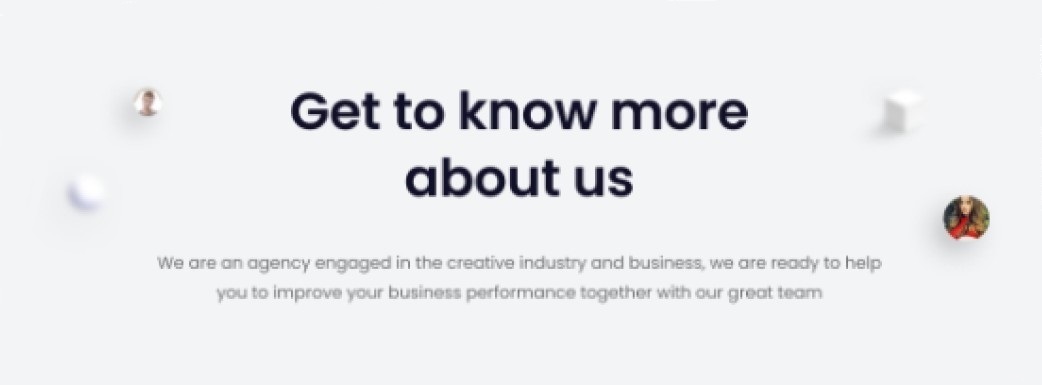 Get to know more
about us
We are an agency engaged in the creative industry and business, we are ready to help
you to improve your business performance together with our great team